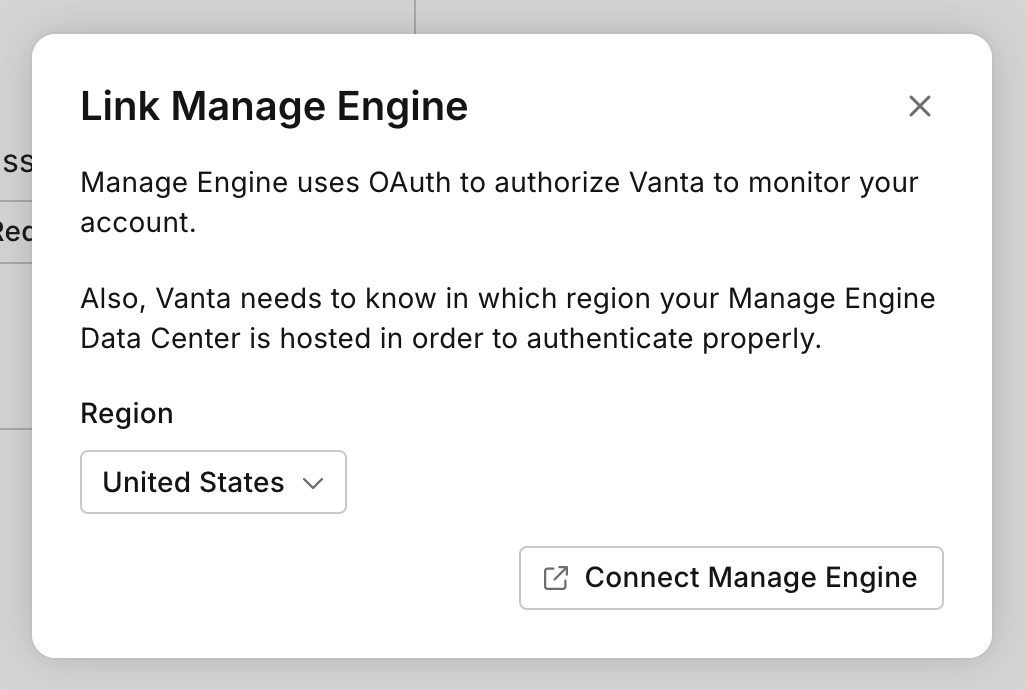 Link Manage Engine
Manage Engine uses OAuth to authorize Vanta to monitor your
account.
Also, Vanta needs to know in which region your Manage Engine
Data Center is hosted in order to authenticate properly.
Region
United States
Connect Manage Engine